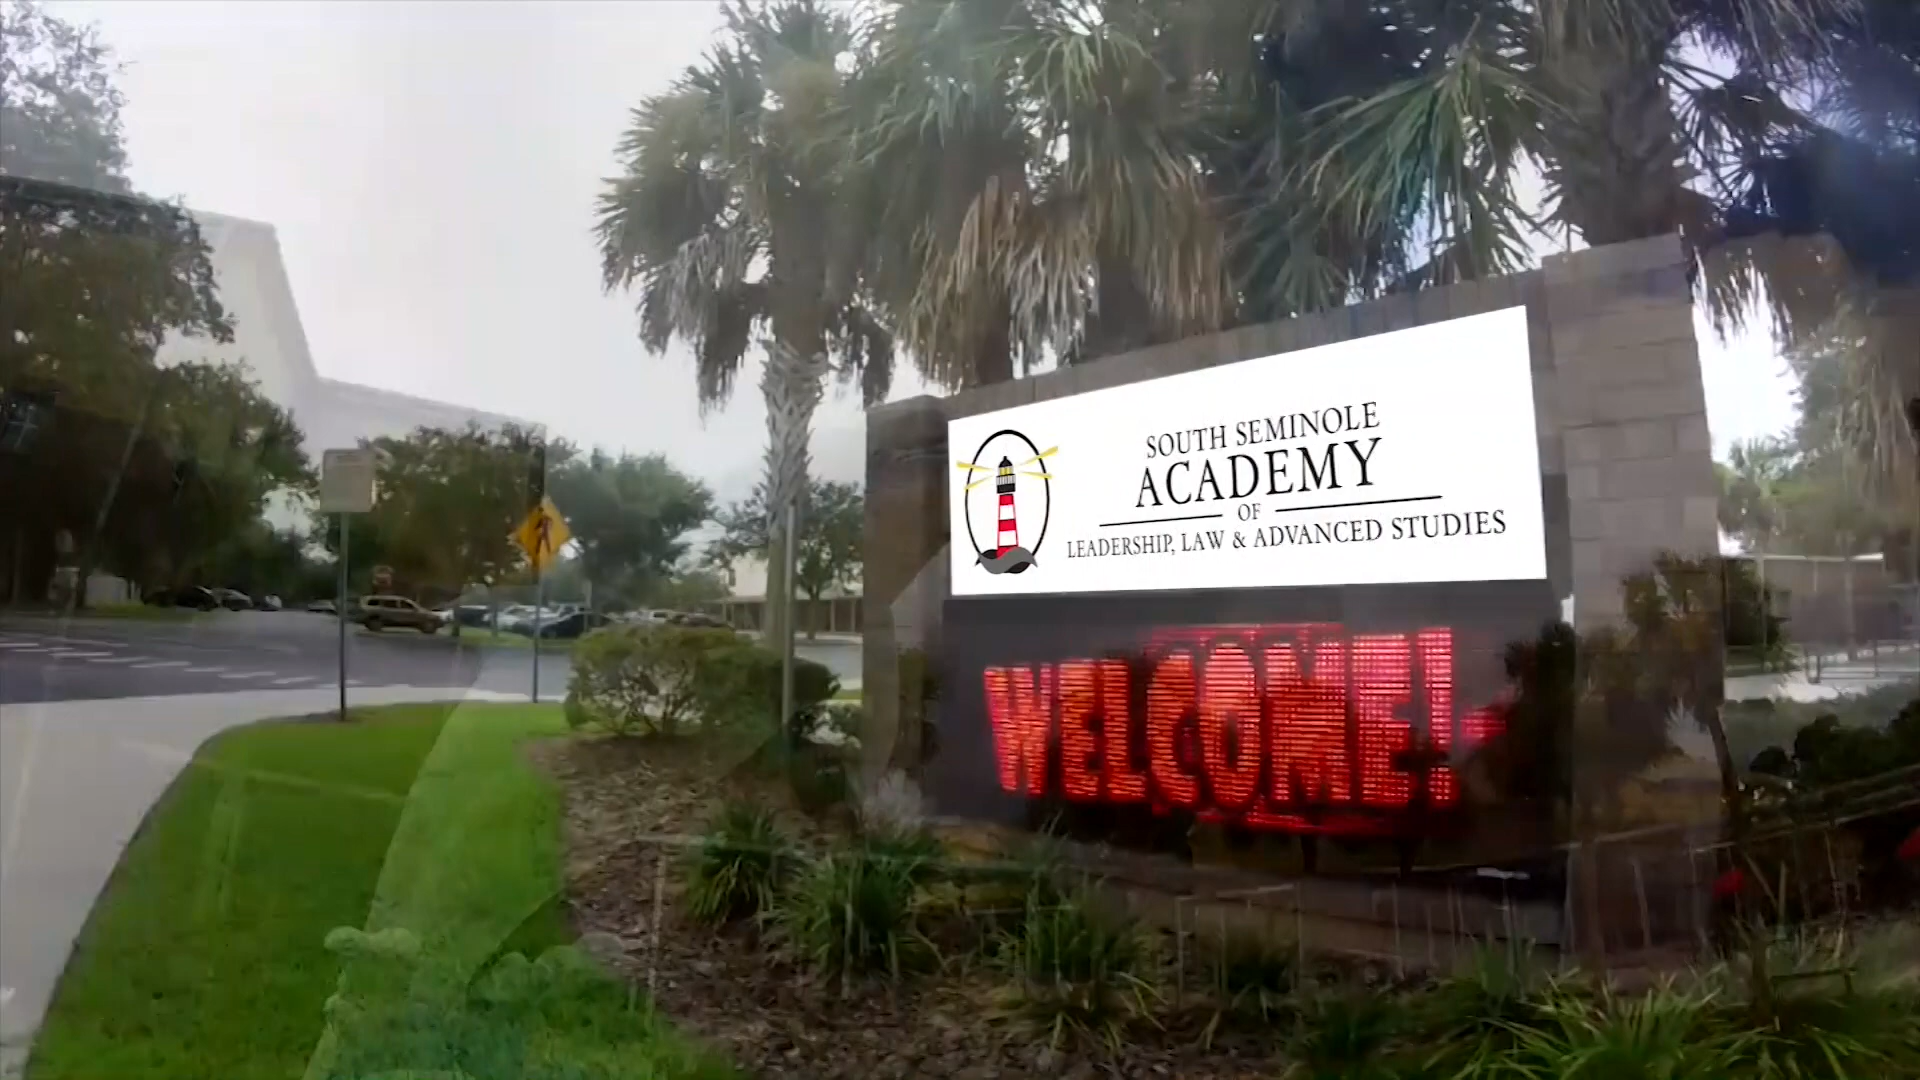 SOUTH SEMINOLE
ACADEMY
OF
LEADERSHIP, LAW & ADVANCED STUDIES
WELCOME!